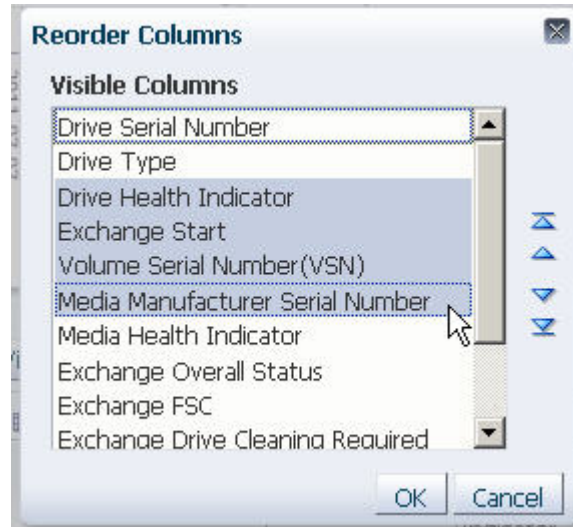 Reorder Columns
Visible Columns
Drive Serial Number
Drive Type
Drive Health Indicator
Exchange Start
Volume Serial Number(VSN)
Media Manufacturer Serial Number
Media Health Indicator
Exchange Overall Status
Exchange FSC
Exchange Drive Cleaning Required
OK
Cancel